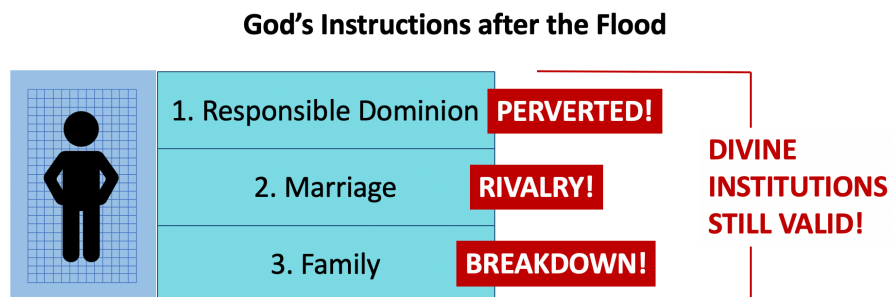 God’s Instructions after the Flood
1. Responsible Dominion
PERVERTED!
2. Marriage
RIVALRY!
3. Family
BREAKDOWN!
DIVINE
INSTITUTIONS
STILL VALID!